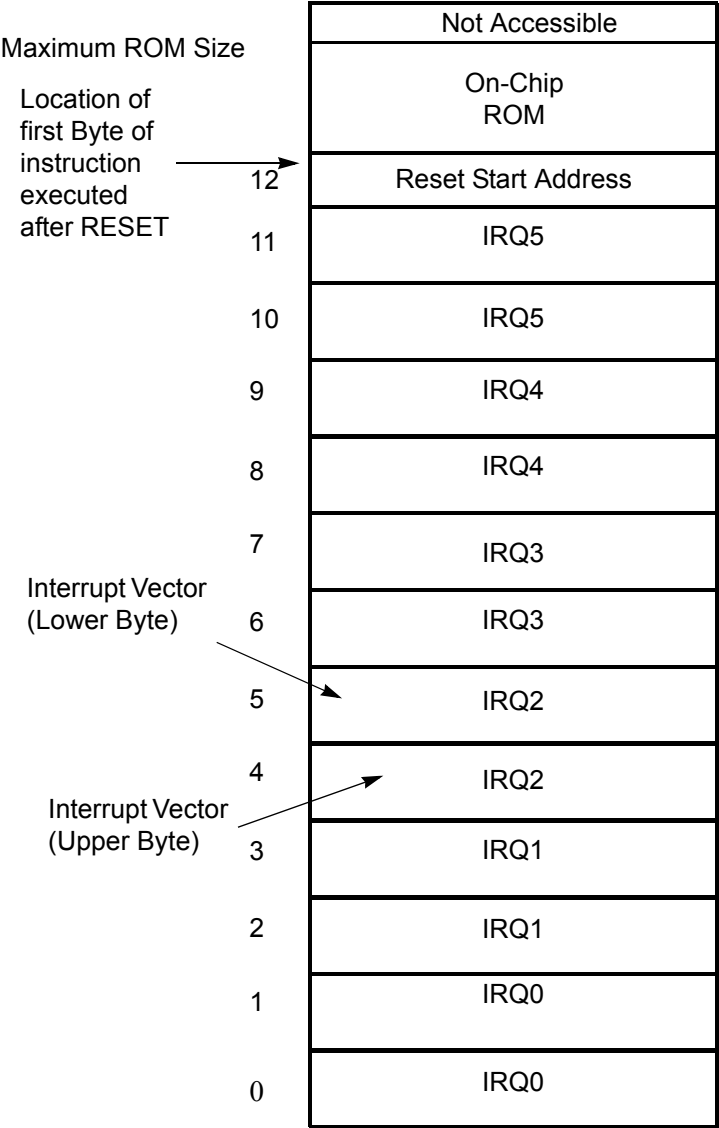 Not Accessible
Maximum ROM Size
On-Chip
ROM
Location of
first Byte of
instruction
executed
after RESET
12
Reset Start Address
11
IRQ5
10
IRQ5
9
IRQ4
8
IRQ4
7
IRQ3
Interrupt Vector
(Lower Byte)
6
IRQ3
5
IRQ2
4
IRQ2
Interrupt Vector
(Upper Byte)
3
IRQ1
2
IRQ1
1
IRQ0
0
IRQ0